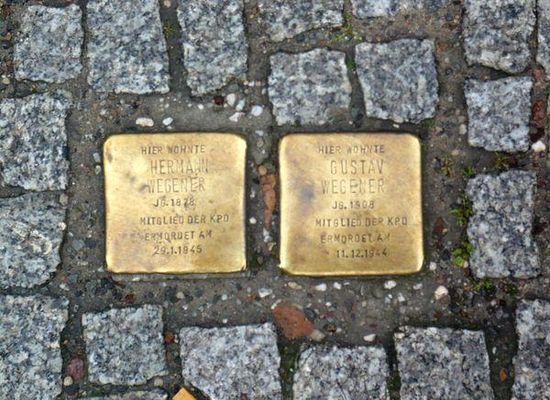 HIER WOHNTE
HERMANN
WEGENER
JG. 1878
MITGLIED DER KPD
ERMORDET AM
29.1.1945
HIER WOHNTE
GUSTAV
WEGENER
JG. 1908
MITGLIED DER KPD
ERMORDET AM
11.12.1944